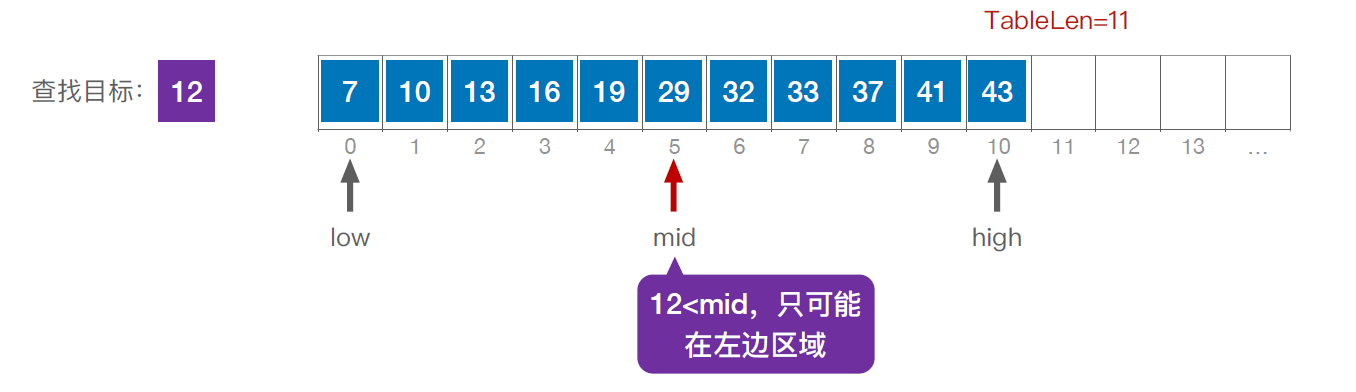 TableLen=11
查找目标：12
7 10 13 16 19 29 32 33 37 41 43
0 1 2 3 4 5 6 7 8 9 10 11 12 13 ...
low mid high
12<mid，只可能
在左边区域